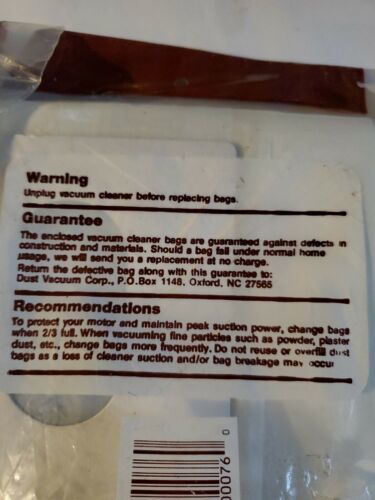 Warning
Unplug vacuum cleaner before replacing bags.
Guarantee
The enclosed vacuum cleaner bags are guaranteed against defects in
construction and materials. Should a bag fail under normal home
usage, we will send you a replacement at no charge.
Return the defective bag along with this guarantee to:
Dust Vacuum Corp., P.O.Box 1148, Oxford, NC 27565
Recommendations
To protect your motor and maintain peak suction power, change bags
when 2/3 full. When vacuuming fine particles such as powder, plaster
dust, etc., change bags more frequently. Do not reuse or overfill dust
bags as a loss of cleaner suction and/or bag breakage may occur
00076 0